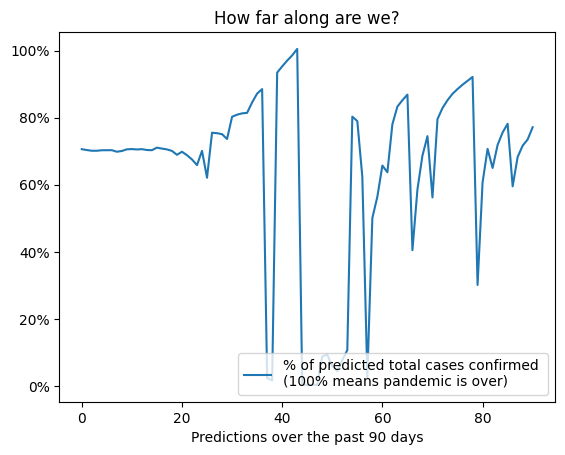 How far along are we?
100%
80%
60%
40%
20%
0%
% of predicted total cases confirmed
(100% means pandemic is over)
0 20 40 60 80
Predictions over the past 90 days